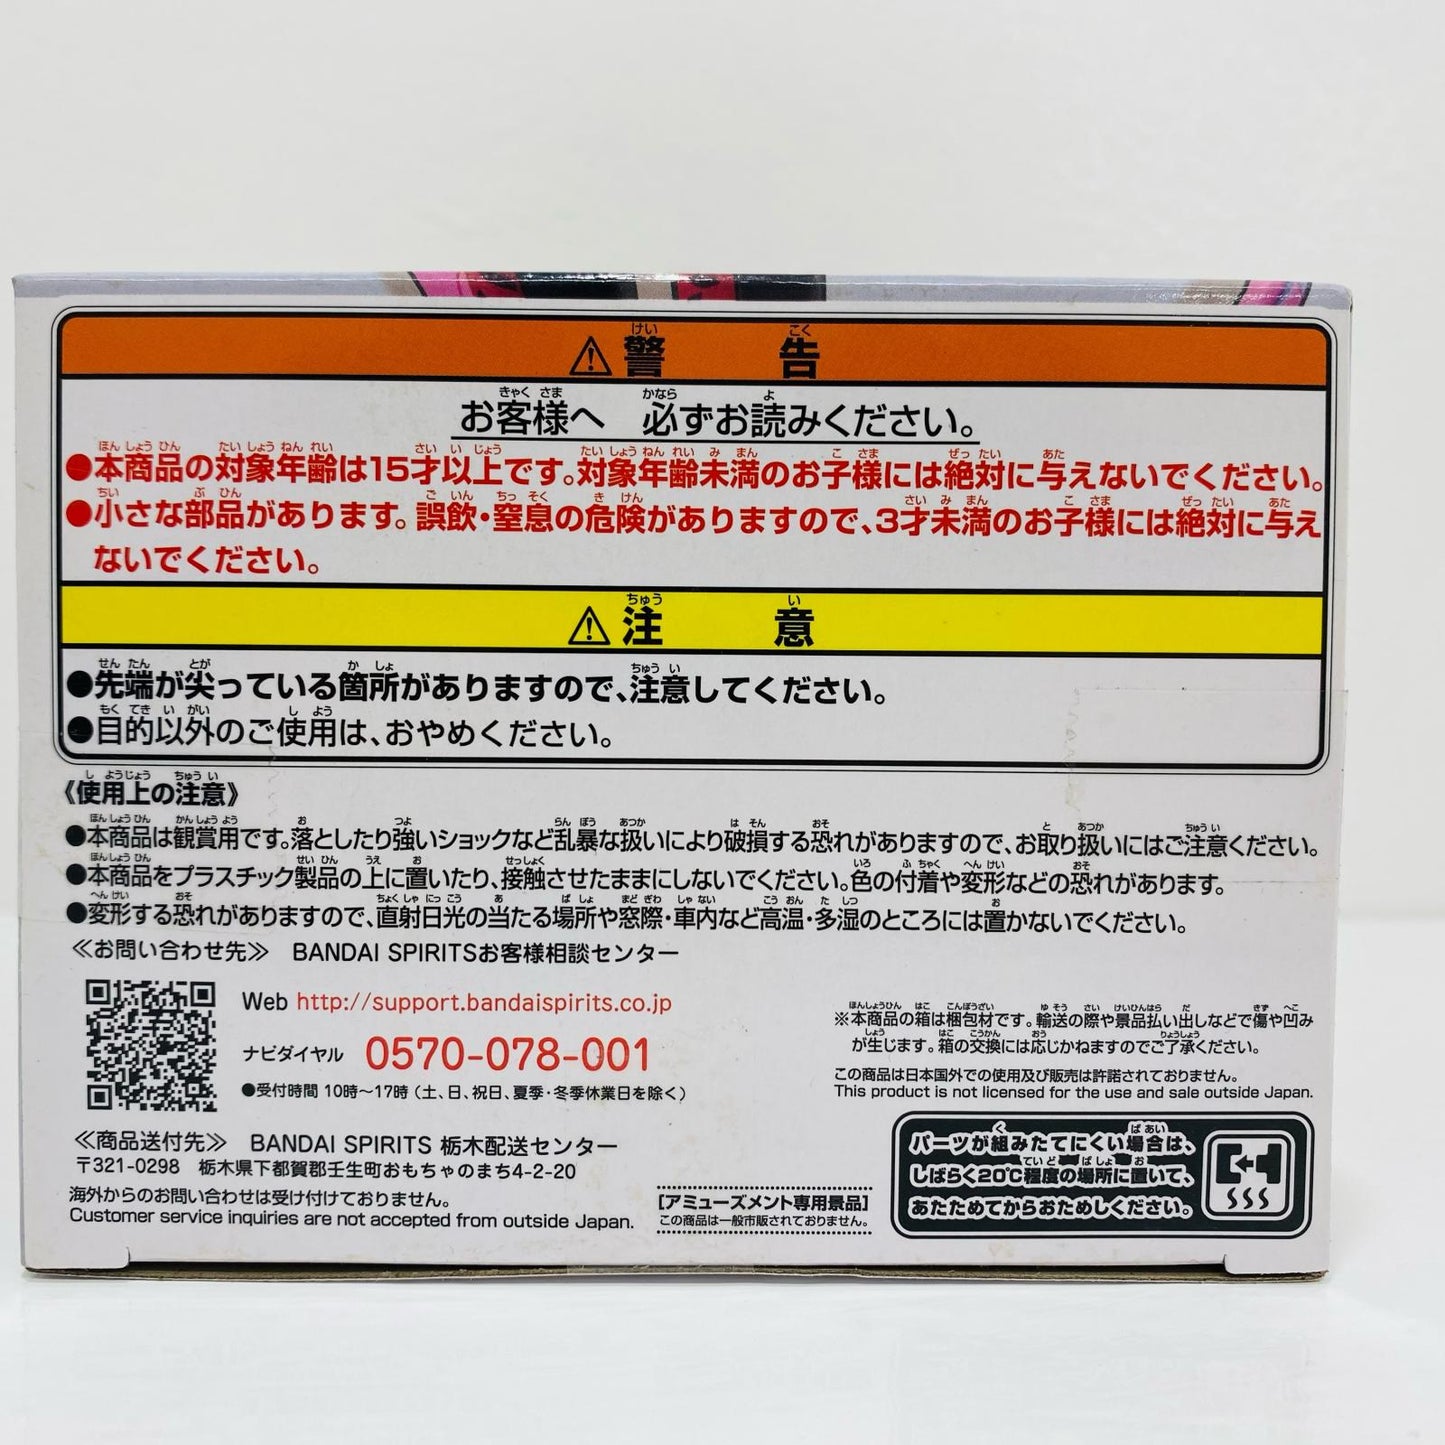 ⚠警告
お客様へ 必ずお読みください。
●本商品の対象年齢は15才以上です。対象年齢未満のお子様には絶対に与えないでください。
●小さな部品があります。誤飲・窒息の危険がありますので、3才未満のお子様には絶対に与え
ないでください。
⚠注意
●先端が尖っている箇所がありますので、注意してください。
●目的以外のご使用は、おやめください。
《使用上の注意》
●本商品は観賞用です。落としたり強いショックなど乱暴な扱いにより破損する恐れがありますので、お取り扱いにはご注意ください。
●本商品をプラスチック製品の上に置いたり、接触させたままにしないでください。色の付着や変形などの恐れがあります。
●変形する恐れがありますので、直射日光の当たる場所や窓際・車内など高温・多湿のところには置かないでください。
≪お問い合わせ先≫ BANDAI SPIRITSお客様相談センター
Web http://support.bandaispirits.co.jp
ナビダイヤル 0570-078-001
●受付時間 10時〜17時（土、日、祝日、夏季・冬季休業日を除く）
≪商品送付先≫ BANDAI SPIRITS 栃木配送センター
〒321-0298 栃木県下都賀郡壬生町おもちゃのまち4-2-20
海外からのお問い合わせは受け付けておりません。
Customer service inquiries are not accepted from outside Japan.
※本商品の箱は梱包材です。輸送の際や景品払い出しなどで傷や凹み
が生じます。箱の交換には応じかねますのでご了承ください。
この商品は日本国外での使用及び販売は許諾されておりません。
This product is not licensed for the use and sale outside Japan.
[アミューズメント専用景品]
この商品は一般市販されておりません。
パーツが組みたてにくい場合は、
しばらく20℃程度の場所に置いて、
あたためてからおためしください。